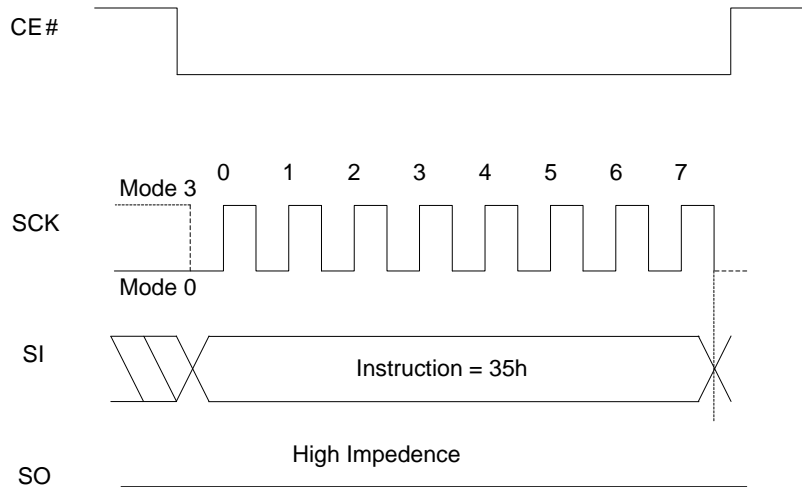 CE#
0 1 2 3 4 5 6 7
Mode 3
SCK
Mode 0
SI
Instruction = 35h
High Impedence
SO